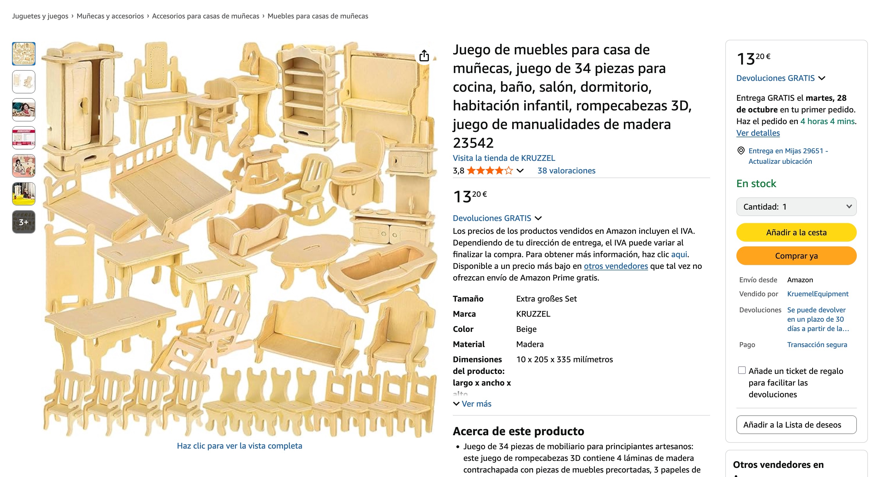 Juguetes y juegos › Muñecas y accesorios › Accesorios para casas de muñecas › Muebles para casas de muñecas
3+
Haz clic para ver la vista completa
Juego de muebles para casa de
muñecas, juego de 34 piezas para
cocina, baño, salón, dormitorio,
habitación infantil, rompecabezas 3D,
juego de manualidades de madera
23542
Visita la tienda de KRUZZEL
3,8 38 valoraciones
13,20 €
Devoluciones GRATIS
Los precios de los productos vendidos en Amazon incluyen el IVA.
Dependiendo de tu dirección de entrega, el IVA puede variar al
finalizar la compra. Para obtener más información, haz clic aquí.
Disponible a un precio más bajo en otros vendedores que tal vez no
ofrezcan envío de Amazon Prime gratis.
Tamaño Extra großes Set
Marca KRUZZEL
Color Beige
Material Madera
Dimensiones 10 x 205 x 335 milímetros
del producto:
largo x ancho x
alto
Ver más
Acerca de este producto
• Juego de 34 piezas de mobiliario para principiantes artesanos:
este juego de rompecabezas 3D contiene 4 láminas de madera
contrachapada con piezas de muebles precortadas, 3 papeles de
13,20 €
Devoluciones GRATIS
Entrega GRATIS el martes, 28
de octubre en tu primer pedido.
Haz el pedido en 4 horas 4 mins.
Ver detalles
Entrega en Mijas 29651 -
Actualizar ubicación
En stock
Cantidad: 1
Añadir a la cesta
Comprar ya
Envío desde Amazon
Vendido por KruemelEquipment
Devoluciones Se puede devolver
en un plazo de 30
días a partir de la...
Pago Transacción segura
Añade un ticket de regalo
para facilitar las
devoluciones
Añadir a la Lista de deseos
Otros vendedores en